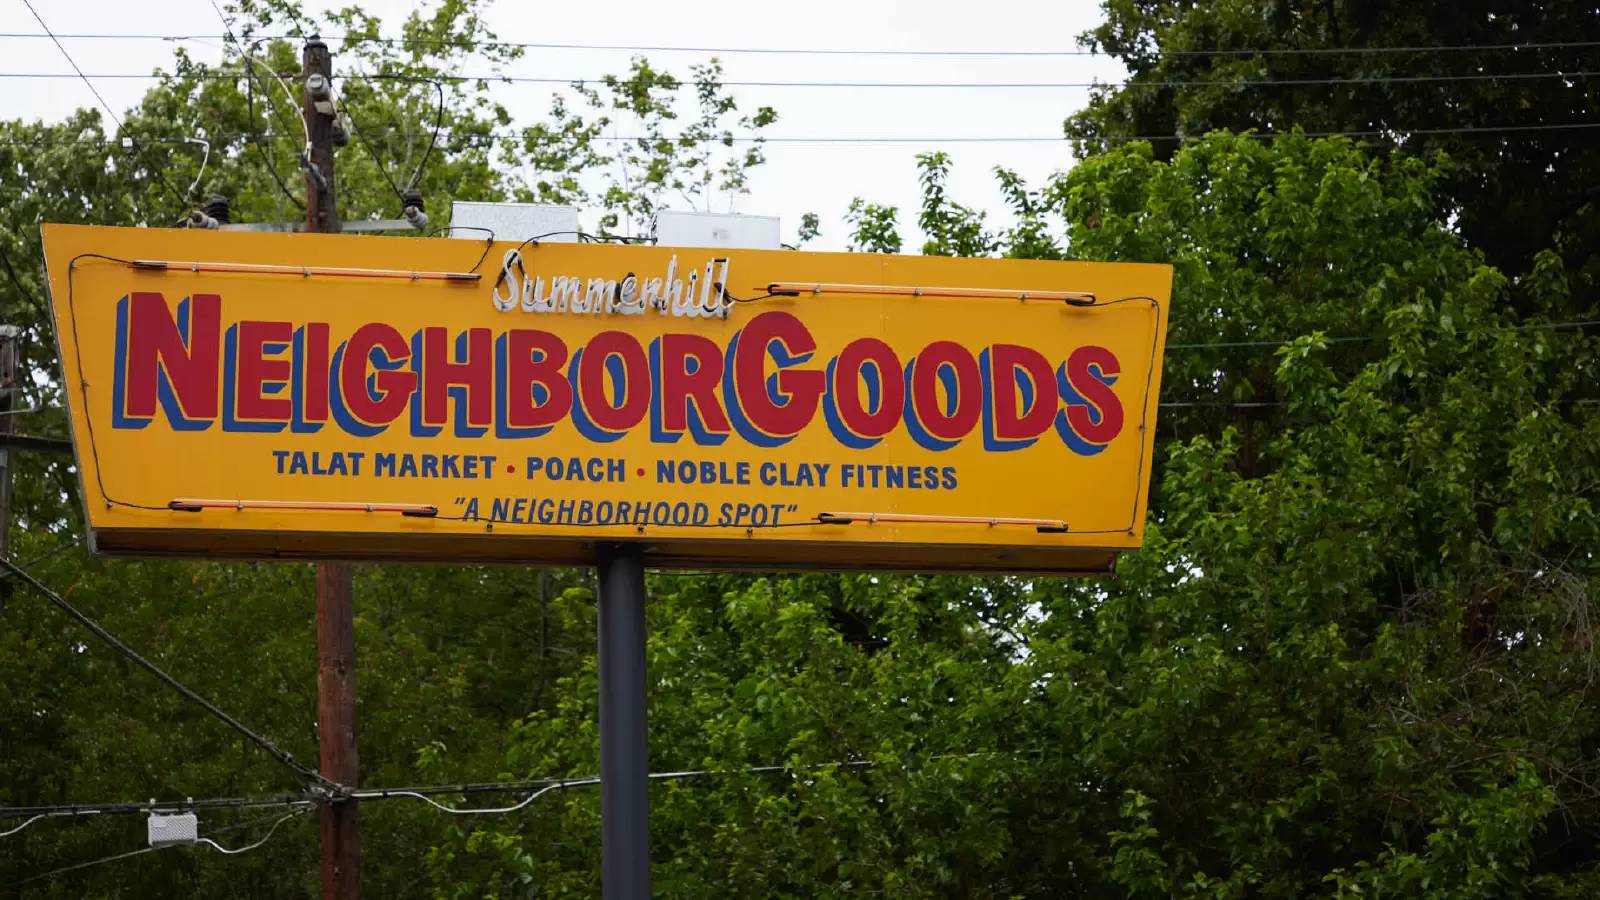 Summerhill
NEIGHBORGOODS
TALAT MARKET • POACH • NOBLE CLAY FITNESS
"A NEIGHBORHOOD SPOT"